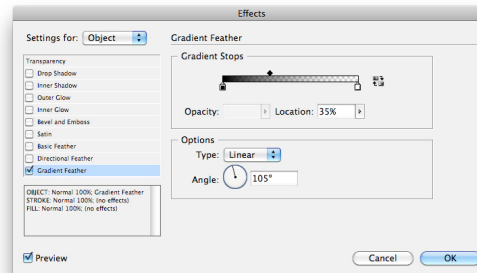 Effects
Settings for: Object
Transparency
Drop Shadow
Inner Shadow
Outer Glow
Inner Glow
Bevel and Emboss
Satin
Basic Feather
Directional Feather
Gradient Feather
OBJECT: Normal 100%; Gradient Feather
STROKE: Normal 100%; (no effects)
FILL: Normal 100%; (no effects)
Preview
Gradient Feather
Gradient Stops
Opacity: Location: 35%
Options
Type: Linear
Angle: 105°
Cancel OK